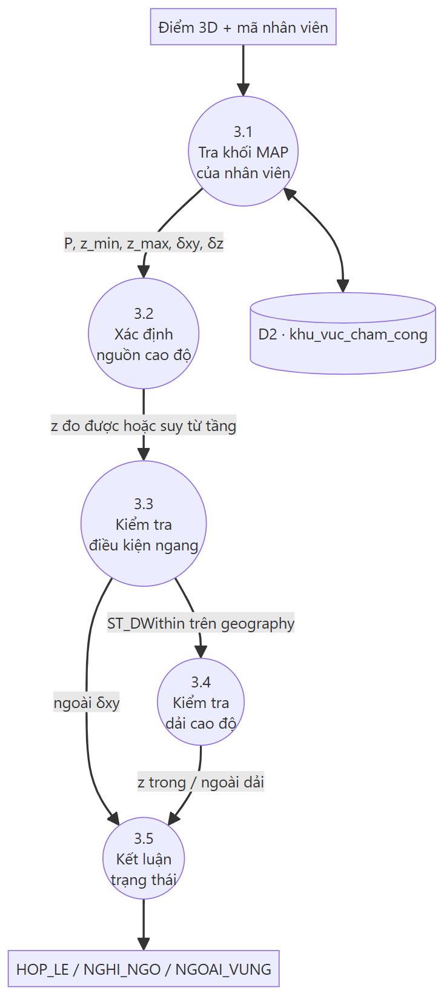 Điểm 3D + mã nhân viên
3.1
Tra khối MAP
của nhân viên
P, z_min, z_max, δxy, δz
3.2
Xác định
nguồn cao độ
D2 · khu_vuc_cham_cong
z đo được hoặc suy từ tầng
3.3
Kiểm tra
điều kiện ngang
ST_DWithin trên geography
ngoài δxy
3.4
Kiểm tra
dải cao độ
z trong / ngoài dải
3.5
Kết luận
trạng thái
HOP_LE / NGHI_NGO / NGOAI_VUNG